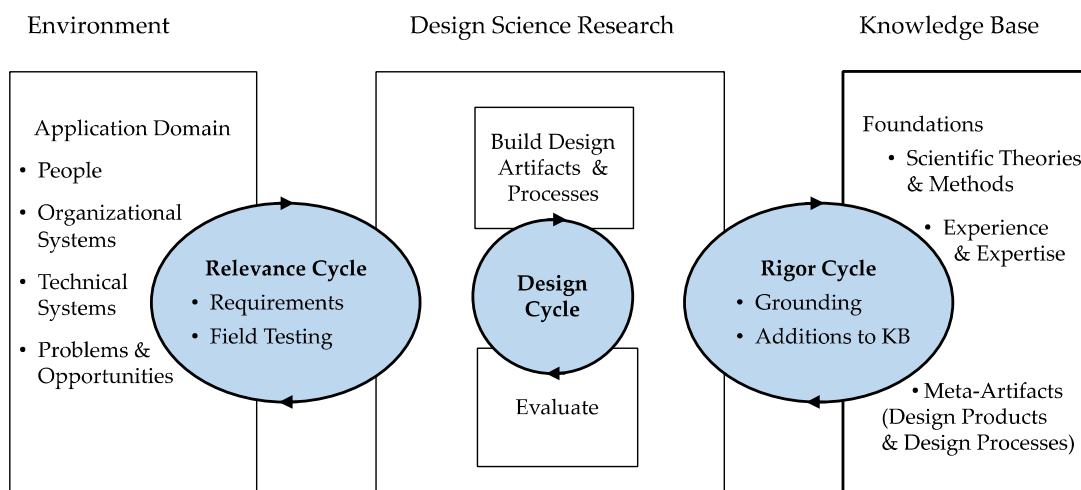 Environment
Design Science Research
Knowledge Base
Application Domain
• People
• Organizational
Systems
• Technical
Systems
• Problems &
Opportunities
Relevance Cycle
• Requirements
• Field Testing
Build Design
Artifacts &
Processes
Design
Cycle
Evaluate
Rigor Cycle
• Grounding
• Additions to KB
Foundations
• Scientific Theories
& Methods
• Experience
& Expertise
• Meta-Artifacts
(Design Products
& Design Processes)